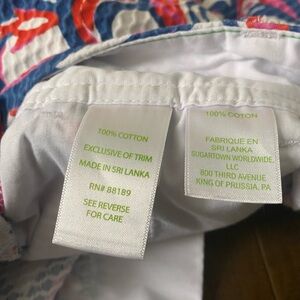 100% COTTON
EXCLUSIVE OF TRIM
MADE IN SRI LANKA
RN# 88189
SEE REVERSE
FOR CARE
100% COTTON
FABRIQUE EN
SRI LANKA
SUGARTOWN WORLDWIDE,
LLC
800 THIRD AVENUE
KING OF PRUSSIA, PA